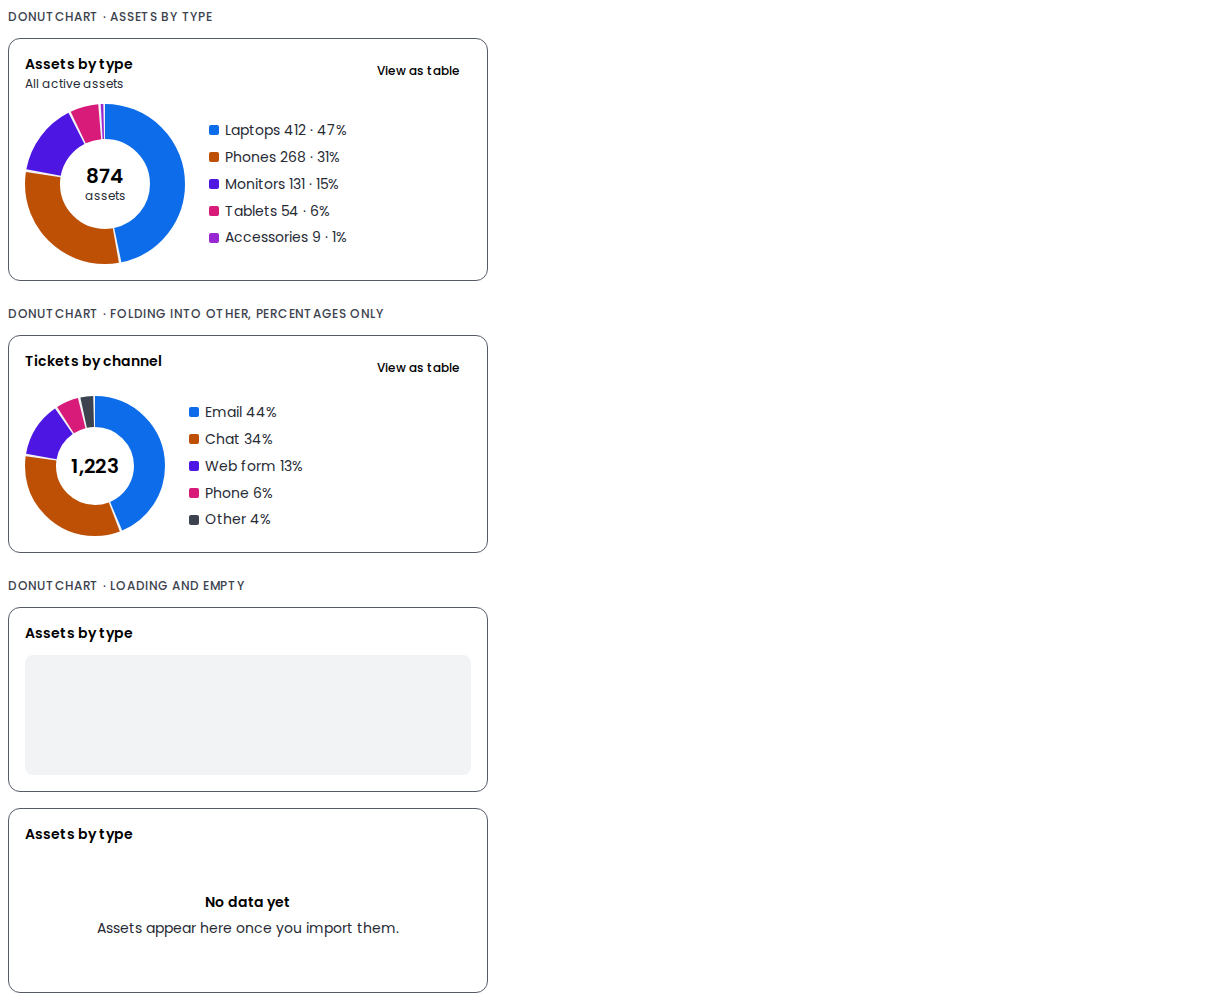 DONUTCHART · ASSETS BY TYPE
Assets by type
View as table
All active assets
874
assets
Laptops 412 · 47%
Phones 268 · 31%
Monitors 131 · 15%
Tablets 54 · 6%
Accessories 9 · 1%
DONUTCHART · FOLDING INTO OTHER, PERCENTAGES ONLY
Tickets by channel
View as table
1,223
Email 44%
Chat 34%
Web form 13%
Phone 6%
Other 4%
DONUTCHART · LOADING AND EMPTY
Assets by type
Assets by type
No data yet
Assets appear here once you import them.